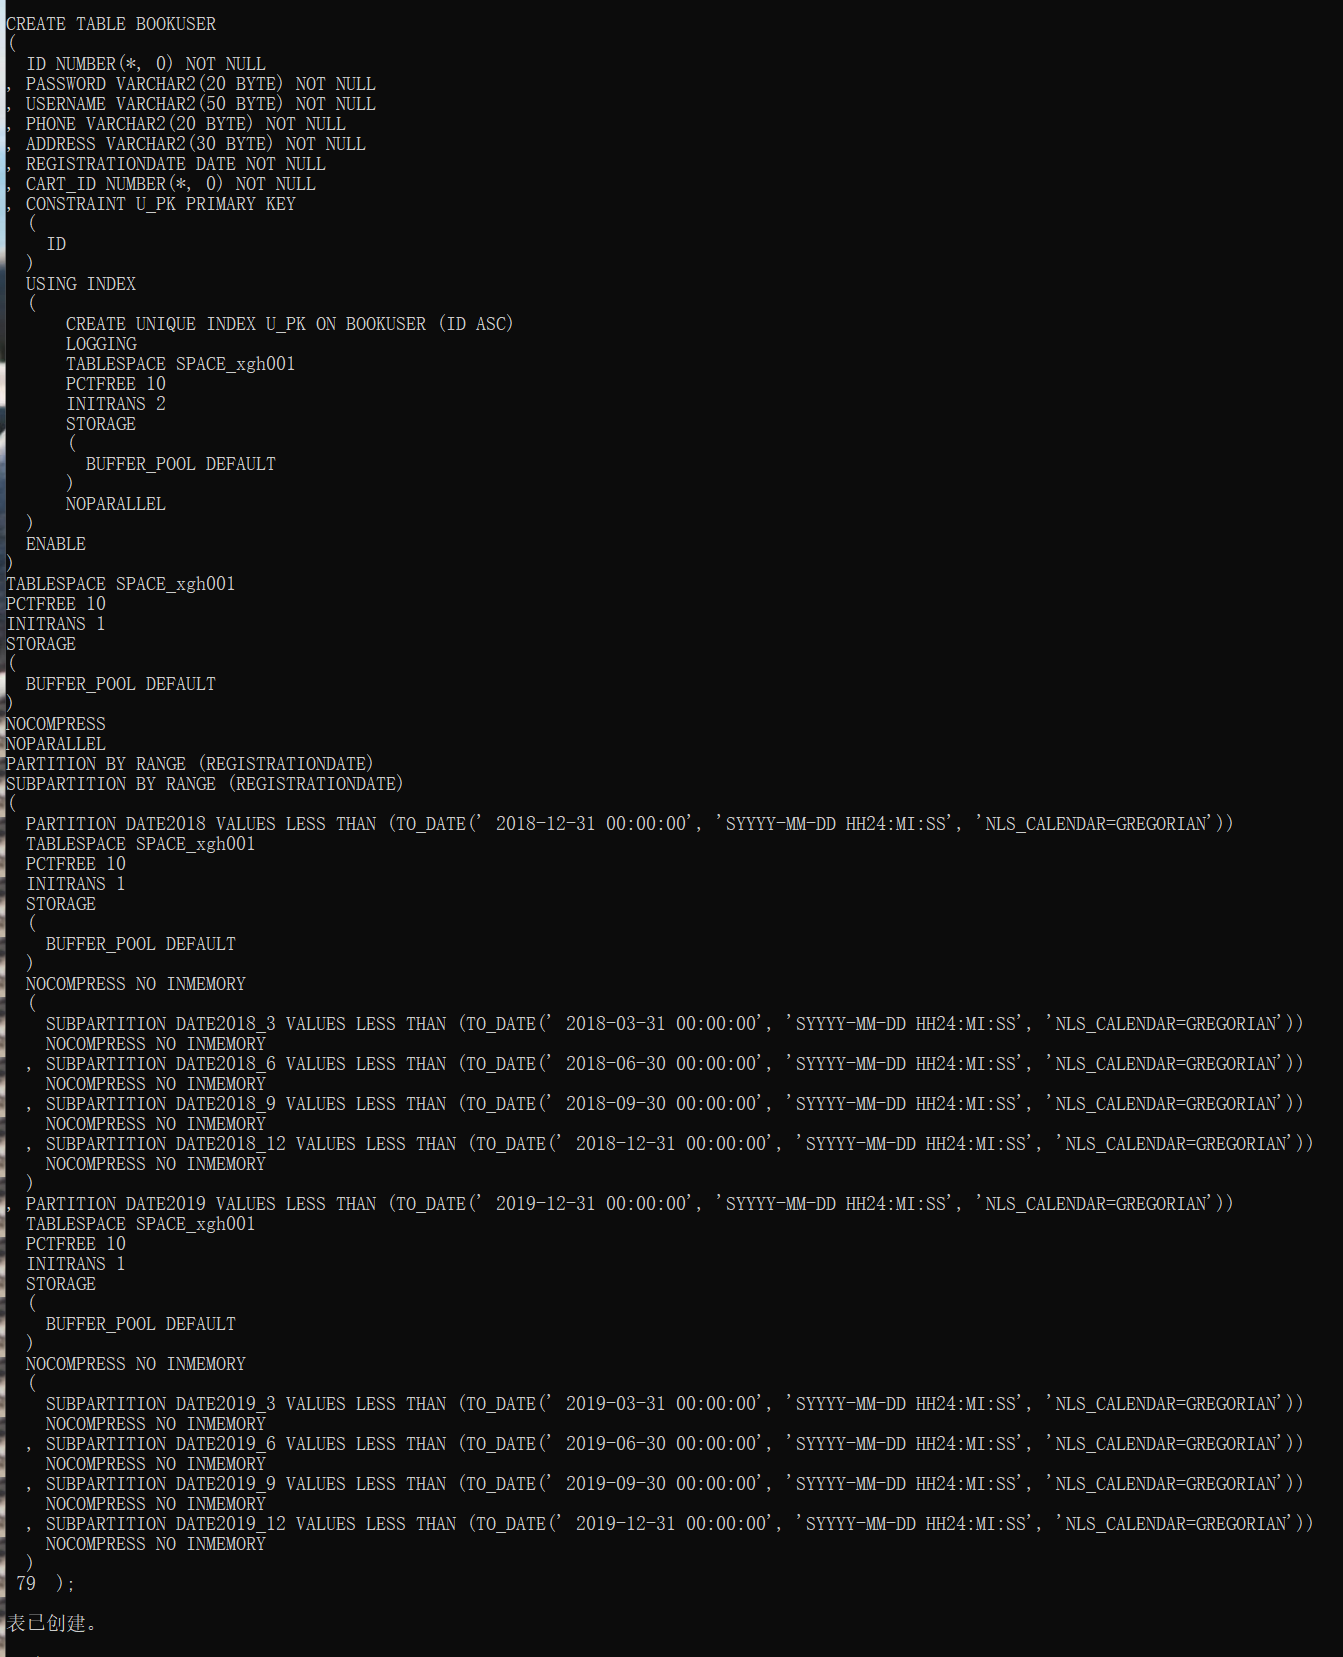 CREATE TABLE BOOKUSER
(
  ID NUMBER(*, 0) NOT NULL
, PASSWORD VARCHAR2(20 BYTE) NOT NULL
, USERNAME VARCHAR2(50 BYTE) NOT NULL
, PHONE VARCHAR2(20 BYTE) NOT NULL
, ADDRESS VARCHAR2(30 BYTE) NOT NULL
, REGISTRATIONDATE DATE NOT NULL
, CART_ID NUMBER(*, 0) NOT NULL
, CONSTRAINT U_PK PRIMARY KEY
  (
    ID
  )
  USING INDEX
  (
      CREATE UNIQUE INDEX U_PK ON BOOKUSER (ID ASC)
      LOGGING
      TABLESPACE SPACE_xgh001
      PCTFREE 10
      INITRANS 2
      STORAGE
      (
        BUFFER_POOL DEFAULT
      )
      NOPARALLEL
  )
  ENABLE
)
TABLESPACE SPACE_xgh001
PCTFREE 10
INITRANS 1
STORAGE
(
  BUFFER_POOL DEFAULT
)
NOCOMPRESS
NOPARALLEL
PARTITION BY RANGE (REGISTRATIONDATE)
SUBPARTITION BY RANGE (REGISTRATIONDATE)
(
  PARTITION DATE2018 VALUES LESS THAN (TO_DATE(' 2018-12-31 00:00:00', 'SYYYY-MM-DD HH24:MI:SS', 'NLS_CALENDAR=GREGORIAN'))
  TABLESPACE SPACE_xgh001
  PCTFREE 10
  INITRANS 1
  STORAGE
  (
    BUFFER_POOL DEFAULT
  )
  NOCOMPRESS NO INMEMORY
  (
    SUBPARTITION DATE2018_3 VALUES LESS THAN (TO_DATE(' 2018-03-31 00:00:00', 'SYYYY-MM-DD HH24:MI:SS', 'NLS_CALENDAR=GREGORIAN'))
    NOCOMPRESS NO INMEMORY
  , SUBPARTITION DATE2018_6 VALUES LESS THAN (TO_DATE(' 2018-06-30 00:00:00', 'SYYYY-MM-DD HH24:MI:SS', 'NLS_CALENDAR=GREGORIAN'))
    NOCOMPRESS NO INMEMORY
  , SUBPARTITION DATE2018_9 VALUES LESS THAN (TO_DATE(' 2018-09-30 00:00:00', 'SYYYY-MM-DD HH24:MI:SS', 'NLS_CALENDAR=GREGORIAN'))
    NOCOMPRESS NO INMEMORY
  , SUBPARTITION DATE2018_12 VALUES LESS THAN (TO_DATE(' 2018-12-31 00:00:00', 'SYYYY-MM-DD HH24:MI:SS', 'NLS_CALENDAR=GREGORIAN'))
    NOCOMPRESS NO INMEMORY
  )
, PARTITION DATE2019 VALUES LESS THAN (TO_DATE(' 2019-12-31 00:00:00', 'SYYYY-MM-DD HH24:MI:SS', 'NLS_CALENDAR=GREGORIAN'))
  TABLESPACE SPACE_xgh001
  PCTFREE 10
  INITRANS 1
  STORAGE
  (
    BUFFER_POOL DEFAULT
  )
  NOCOMPRESS NO INMEMORY
  (
    SUBPARTITION DATE2019_3 VALUES LESS THAN (TO_DATE(' 2019-03-31 00:00:00', 'SYYYY-MM-DD HH24:MI:SS', 'NLS_CALENDAR=GREGORIAN'))
    NOCOMPRESS NO INMEMORY
  , SUBPARTITION DATE2019_6 VALUES LESS THAN (TO_DATE(' 2019-06-30 00:00:00', 'SYYYY-MM-DD HH24:MI:SS', 'NLS_CALENDAR=GREGORIAN'))
    NOCOMPRESS NO INMEMORY
  , SUBPARTITION DATE2019_9 VALUES LESS THAN (TO_DATE(' 2019-09-30 00:00:00', 'SYYYY-MM-DD HH24:MI:SS', 'NLS_CALENDAR=GREGORIAN'))
    NOCOMPRESS NO INMEMORY
  , SUBPARTITION DATE2019_12 VALUES LESS THAN (TO_DATE(' 2019-12-31 00:00:00', 'SYYYY-MM-DD HH24:MI:SS', 'NLS_CALENDAR=GREGORIAN'))
    NOCOMPRESS NO INMEMORY
  )
 79  );
表已创建。